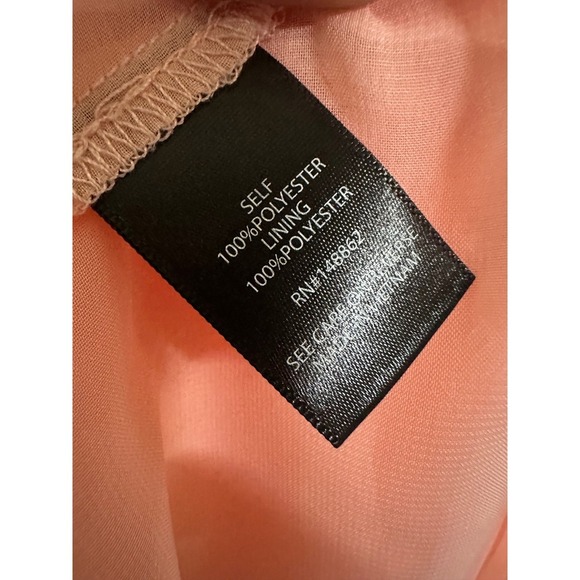 SELF
100%POLYESTER
LINING
100%POLYESTER
RN#148862
SEE CARE ON REVERSE
MADE IN VIETNAM